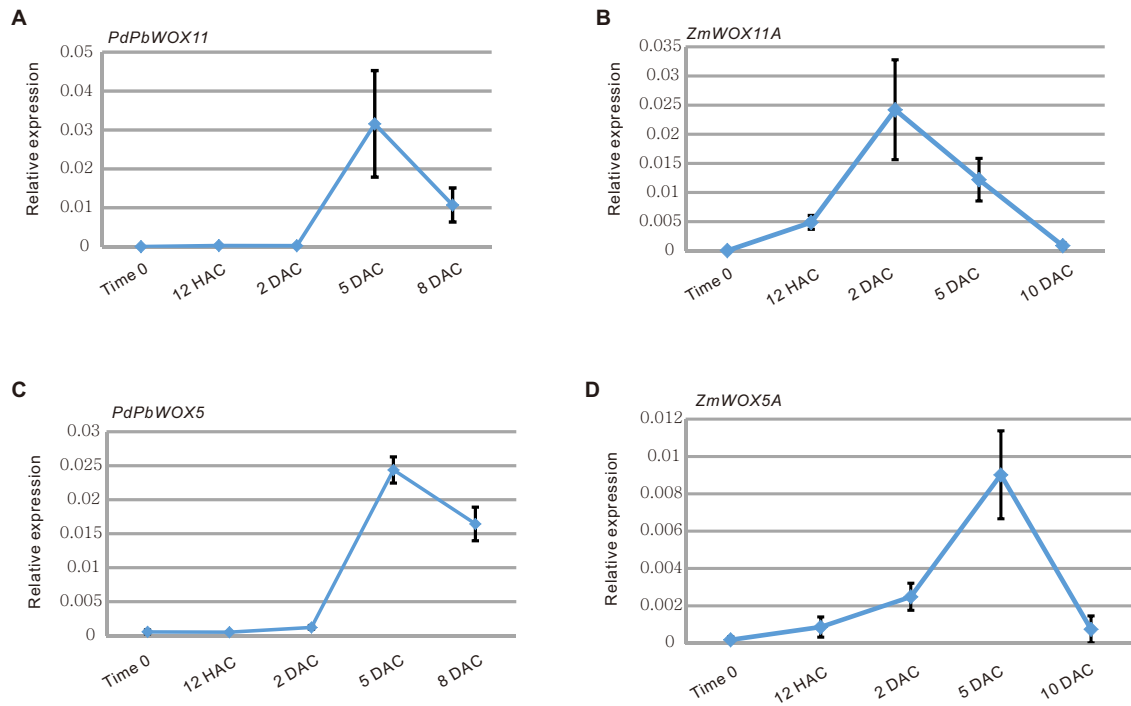 A
PdPbWOX11
Relative expression
0.05
0.04
0.03
0.02
0.01
0
Time 0
12 HAC
2 DAC
5 DAC
8 DAC
B
ZmWOX11A
Relative expression
0.035
0.03
0.025
0.02
0.015
0.01
0.005
0
Time 0
12 HAC
2 DAC
5 DAC
10 DAC
C
PdPbWOX5
Relative expression
0.03
0.025
0.02
0.015
0.01
0.005
0
Time 0
12 HAC
2 DAC
5 DAC
8 DAC
D
ZmWOX5A
Relative expression
0.012
0.01
0.008
0.006
0.004
0.002
0
Time 0
12 HAC
2 DAC
5 DAC
10 DAC